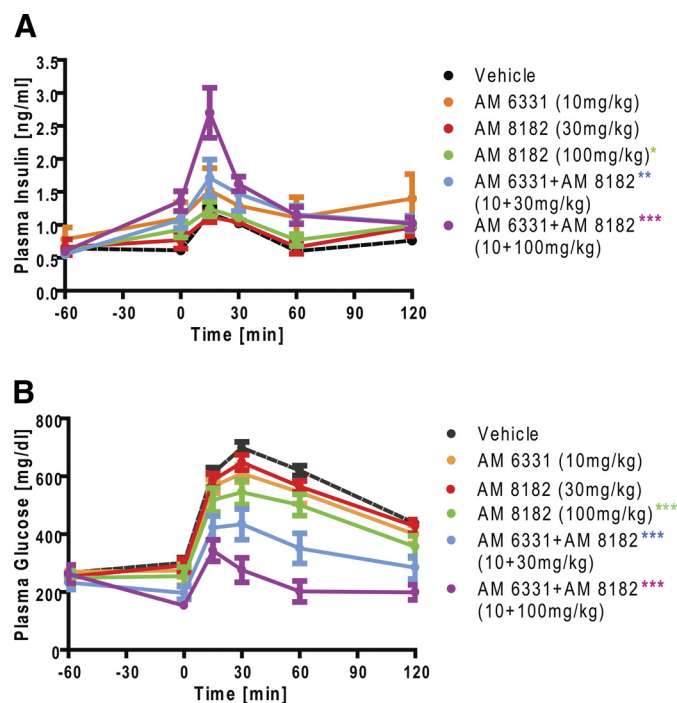 A
Plasma Insulin [ng/ml]
3.5
3.0
2.5
2.0
1.5
1.0
0.5
0.0
-60
-30
0
30
60
90
120
Time [min]
Vehicle
AM 6331 (10mg/kg)
AM 8182 (30mg/kg)
AM 8182 (100mg/kg)*
AM 6331+AM 8182**
(10+30mg/kg)
AM 6331+AM 8182***
(10+100mg/kg)
B
Plasma Glucose [mg/dl]
800
600
400
200
0
-60
-30
0
30
60
90
120
Time [min]
Vehicle
AM 6331 (10mg/kg)
AM 8182 (30mg/kg)
AM 8182 (100mg/kg)***
AM 6331+AM 8182***
(10+30mg/kg)
AM 6331+AM 8182***
(10+100mg/kg)